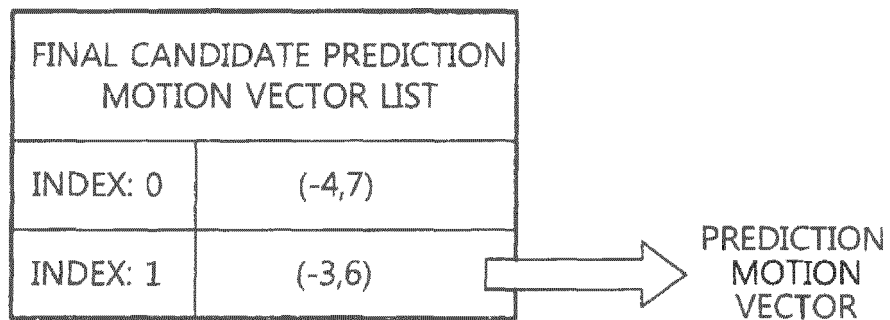 FINAL CANDIDATE PREDICTION
MOTION VECTOR LIST
INDEX: 0 (-4,7)
INDEX: 1 (-3,6)
PREDICTION
MOTION
VECTOR